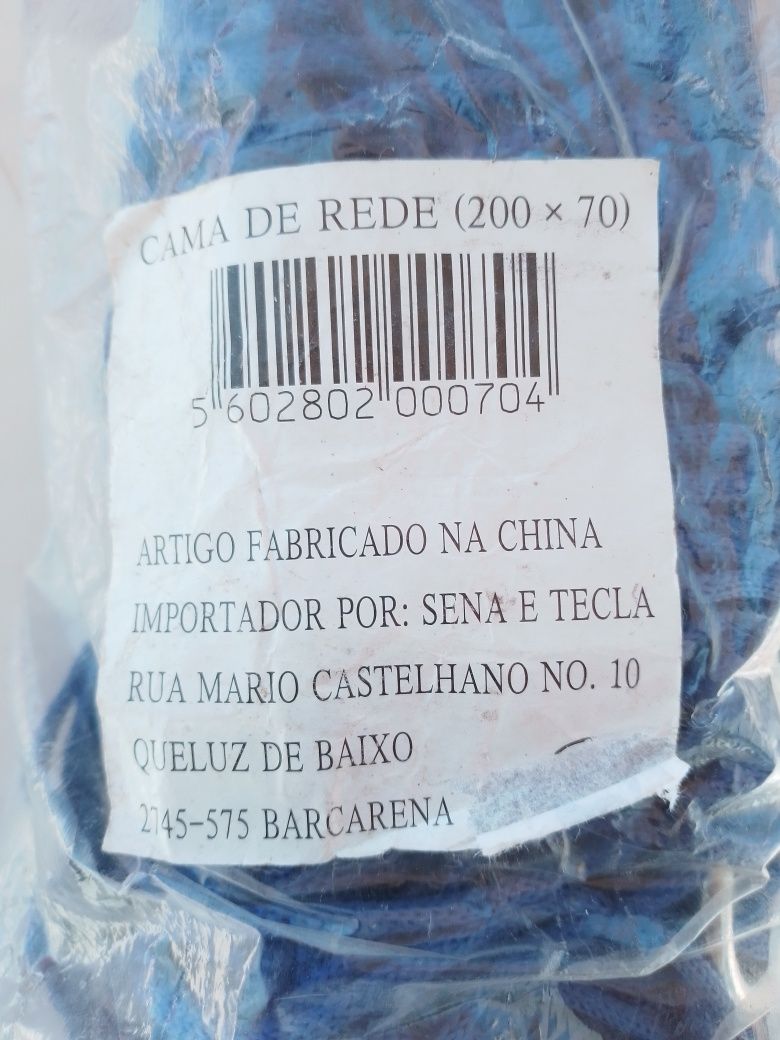 CAMA DE REDE (200 × 70)
5 602802 000704
ARTIGO FABRICADO NA CHINA
IMPORTADOR POR: SENA E TECLA
RUA MARIO CASTELHANO NO. 10
QUELUZ DE BAIXO
2745-575 BARCARENA